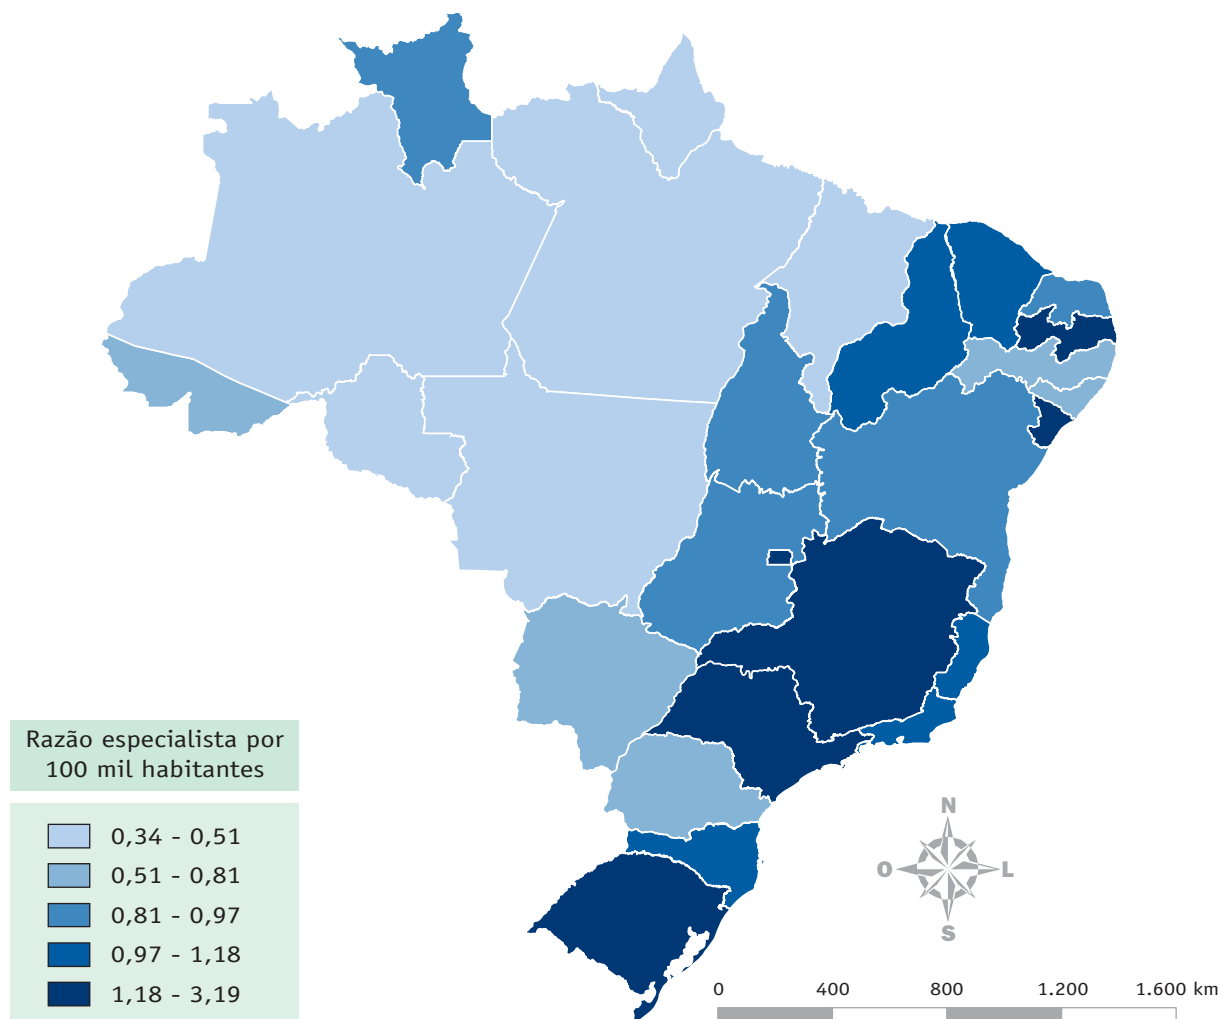 Razão especialista por
100 mil habitantes
0,34 - 0,51
0,51 - 0,81
0,81 - 0,97
0,97 - 1,18
1,18 - 3,19
N
O
L
S
0 400 800 1.200 1.600 km